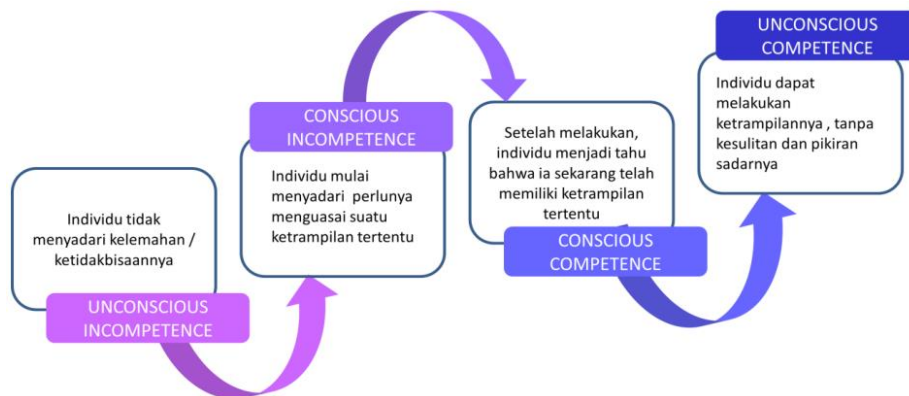 Individu tidak
menyadari kelemahan /
ketidakbisaannya
UNCONSCIOUS
INCOMPETENCE
CONSCIOUS
INCOMPETENCE
Individu mulai
menyadari perlunya
menguasai suatu
ketrampilan tertentu
Setelah melakukan,
individu menjadi tahu
bahwa ia sekarang telah
memiliki ketrampilan
tertentu
CONSCIOUS
COMPETENCE
UNCONSCIOUS
COMPETENCE
Individu dapat
melakukan
ketrampilannya , tanpa
kesulitan dan pikiran
sadarnya